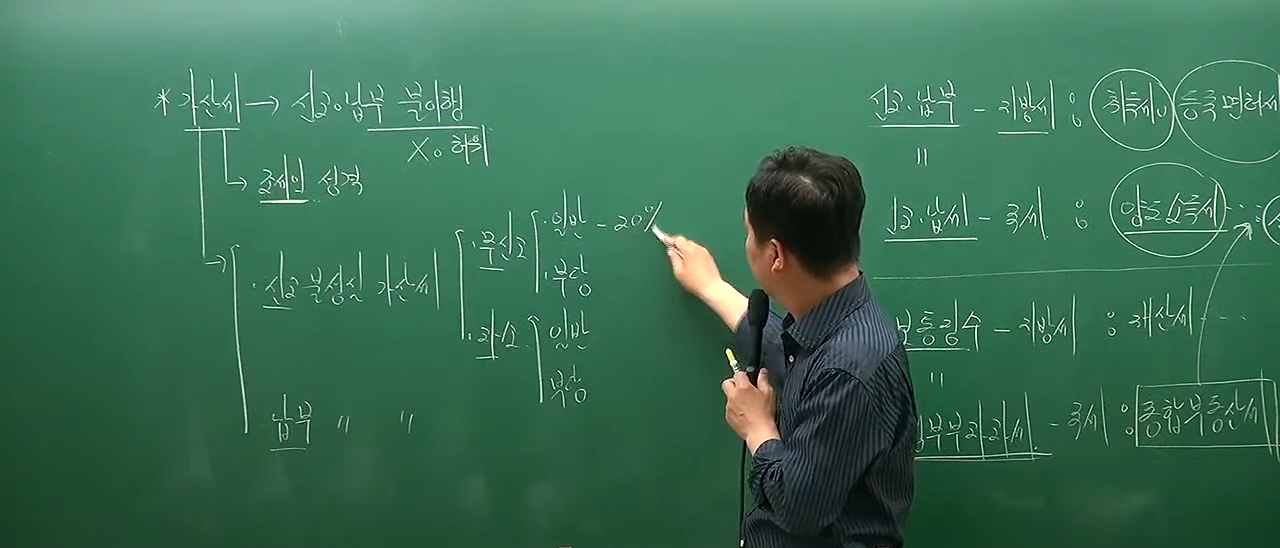 * 가산세 → 신고·납부 불이행
X。하옥
→ 조세인 성격
· 신고불성실 가산세
· 무신고
· 일반 - 20%
· 부당
· 과소
일반
부당
납부 〃 〃
신고·납부 - 지방세 : 취득세, 등록면허세
=
신고·납세 - 국세 : 양도소득세 ...
보통징수 - 지방세 : 재산세 ...
=
정부부과과세 - 국세 : 종합부동산세